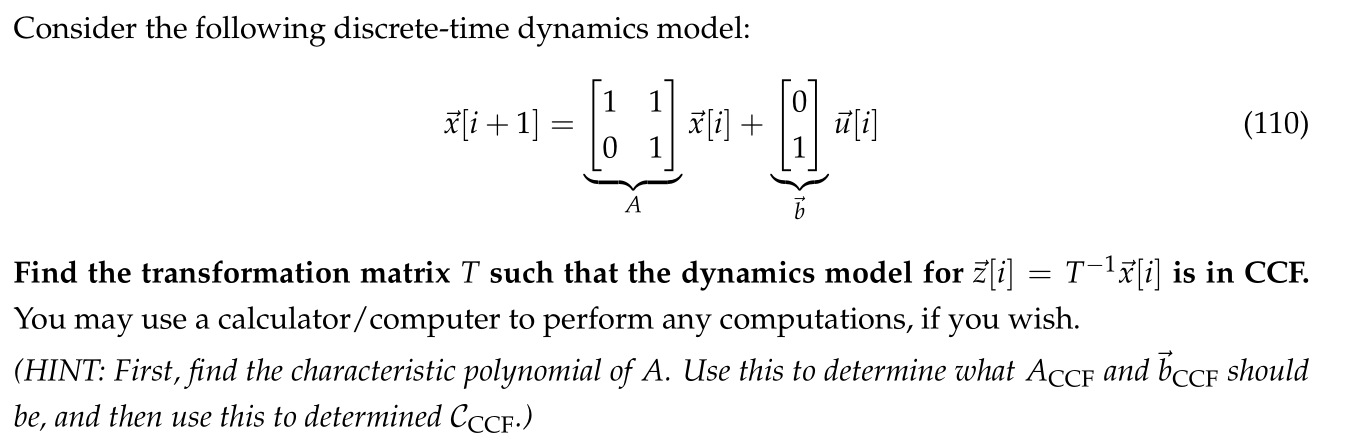 Consider the following discrete-time dynamics model:
$$\vec{x}[i+1] = \underbrace{\begin{bmatrix} 1 & 1 \\ 0 & 1 \end{bmatrix}}_{A} \vec{x}[i] + \underbrace{\begin{bmatrix} 0 \\ 1 \end{bmatrix}}_{\vec{b}} \vec{u}[i] \quad (110)$$
Find the transformation matrix $T$ such that the dynamics model for $\vec{z}[i] = T^{-1}\vec{x}[i]$ is in CCF.
You may use a calculator/computer to perform any computations, if you wish.
(HINT: First, find the characteristic polynomial of A. Use this to determine what $A_{\text{CCF}}$ and $\vec{b}_{\text{CCF}}$ should
be, and then use this to determined $\mathcal{C}_{\text{CCF}}$.)